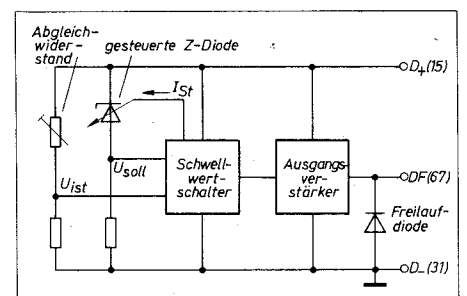 Abgleich-
wider-
stand
gesteuerte Z-Diode
I_St
D+(15)
U_soll
U_ist
Schwell-
wert-
schalter
Ausgangs-
ver-
stärker
DF(67)
Freilauf-
diode
D-(31)